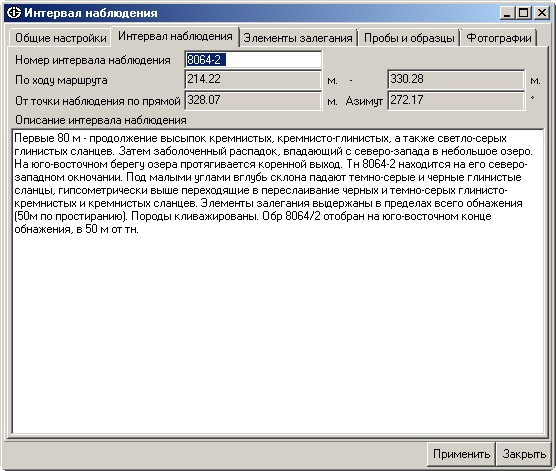 Интервал наблюдения
Общие настройки Интервал наблюдения Элементы залегания Пробы и образцы Фотографии
Номер интервала наблюдения 8064-2
По ходу маршрута 214.22 м. - 330.28 м.
От точки наблюдения по прямой 328.07 м. Азимут 272.17 °
Описание интервала наблюдения
Первые 80 м - продолжение высыпок кремнистых, кремнисто-глинистых, а также светло-серых
глинистых сланцев. Затем заболоченный распадок, впадающий с северо-запада в небольшое озеро.
На юго-восточном берегу озера протягивается коренной выход. Тн 8064-2 находится на его северо-
западном окночании. Под малыми углами вглубь склона падают темно-серые и черные глинистые
сланцы, гипсометрически выше переходящие в переслаивание черных и темно-серых глинисто-
кремнистых и кремнистых сланцев. Элементы залегания выдержаны в пределах всего обнажения
(50м по простиранию). Породы кливажированы. Обр 8064/2 отобран на юго-восточном конце
обнажения, в 50 м от тн.
Применить Закрыть